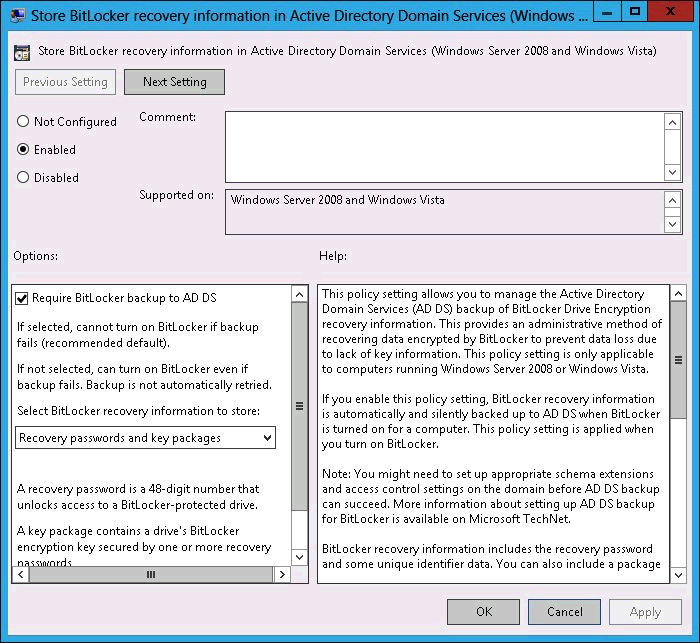 Store BitLocker recovery information in Active Directory Domain Services (Windows ...
Store BitLocker recovery information in Active Directory Domain Services (Windows Server 2008 and Windows Vista)
Previous Setting
Next Setting
Not Configured
Enabled
Disabled
Comment:
Supported on:
Windows Server 2008 and Windows Vista
Options:
Help:
Require BitLocker backup to AD DS
If selected, cannot turn on BitLocker if backup
fails (recommended default).
If not selected, can turn on BitLocker even if
backup fails. Backup is not automatically retried.
Select BitLocker recovery information to store:
Recovery passwords and key packages
A recovery password is a 48-digit number that
unlocks access to a BitLocker-protected drive.
A key package contains a drive's BitLocker
encryption key secured by one or more recovery
passwords
This policy setting allows you to manage the Active Directory
Domain Services (AD DS) backup of BitLocker Drive Encryption
recovery information. This provides an administrative method of
recovering data encrypted by BitLocker to prevent data loss due
to lack of key information. This policy setting is only applicable
to computers running Windows Server 2008 or Windows Vista.
If you enable this policy setting, BitLocker recovery information
is automatically and silently backed up to AD DS when BitLocker
is turned on for a computer. This policy setting is applied when
you turn on BitLocker.
Note: You might need to set up appropriate schema extensions
and access control settings on the domain before AD DS backup
can succeed. More information about setting up AD DS backup
for BitLocker is available on Microsoft TechNet.
BitLocker recovery information includes the recovery password
and some unique identifier data. You can also include a package
OK
Cancel
Apply